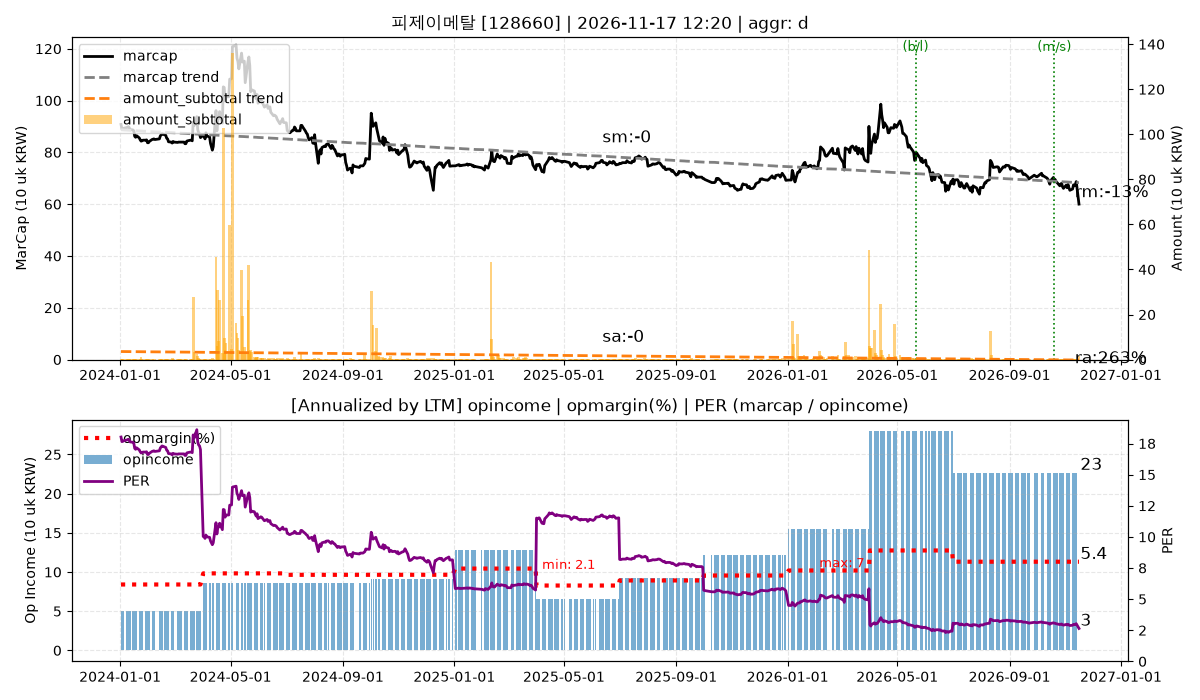 피제이메탈 [128660] | 2026-11-17 12:20 | aggr: d
marcap
marcap trend
amount_subtotal trend
amount_subtotal
(b/l)
(m/s)
sm:-0
rm:-13%
sa:-0
ra:263%
MarCap (10 uk KRW)
120
100
80
60
40
20
0
Amount (10 uk KRW)
140
120
100
80
60
40
20
0
2024-01-01
2024-05-01
2024-09-01
2025-01-01
2025-05-01
2025-09-01
2026-01-01
2026-05-01
2026-09-01
2027-01-01
[Annualized by LTM] opincome | opmargin(%) | PER (marcap / opincome)
opmargin(%)
opincome
PER
min: 2.1
max: 7
23
5.4
3
Op Income (10 uk KRW)
25
20
15
10
5
0
PER
18
15
12
10
8
5
2
0
2024-01-01
2024-05-01
2024-09-01
2025-01-01
2025-05-01
2025-09-01
2026-01-01
2026-05-01
2026-09-01
2027-01-01